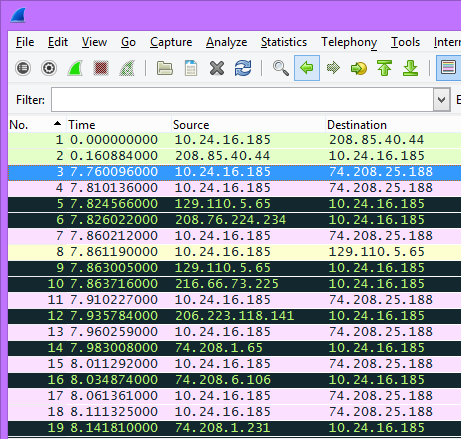 File Edit View Go Capture Analyze Statistics Telephony Tools
Filter:
No. Time Source Destination
1 0.000000000 10.24.16.185 208.85.40.44
2 0.160884000 208.85.40.44 10.24.16.185
3 7.760096000 10.24.16.185 74.208.25.188
4 7.810136000 10.24.16.185 74.208.25.188
5 7.824566000 129.110.5.65 10.24.16.185
6 7.826022000 208.76.224.234 10.24.16.185
7 7.860212000 10.24.16.185 74.208.25.188
8 7.861190000 10.24.16.185 129.110.5.65
9 7.863005000 129.110.5.65 10.24.16.185
10 7.863716000 216.66.73.225 10.24.16.185
11 7.910227000 10.24.16.185 74.208.25.188
12 7.935784000 206.223.118.141 10.24.16.185
13 7.960259000 10.24.16.185 74.208.25.188
14 7.983008000 74.208.1.65 10.24.16.185
15 8.011292000 10.24.16.185 74.208.25.188
16 8.034874000 74.208.6.106 10.24.16.185
17 8.061361000 10.24.16.185 74.208.25.188
18 8.111325000 10.24.16.185 74.208.25.188
19 8.141810000 74.208.1.231 10.24.16.185